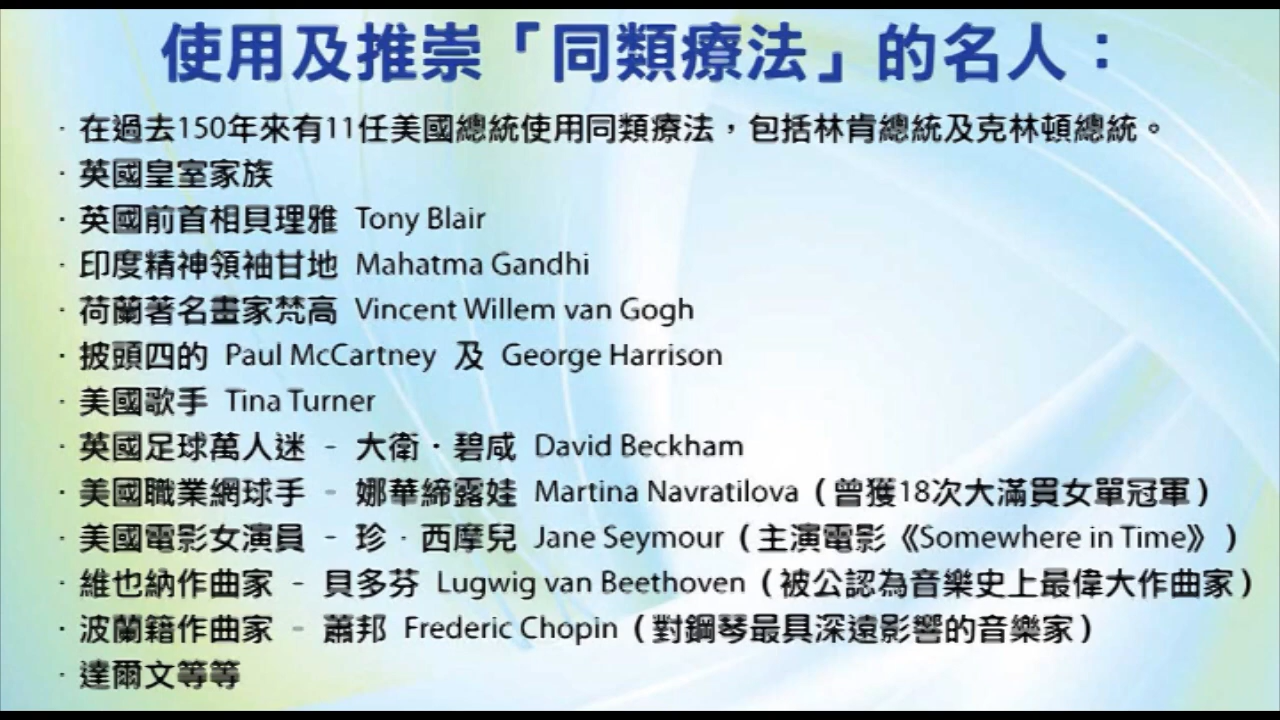 使用及推崇「同類療法」的名人：
· 在過去150年來有11任美國總統使用同類療法，包括林肯總統及克林頓總統。
· 英國皇室家族
· 英國前首相貝理雅 Tony Blair
· 印度精神領袖甘地 Mahatma Gandhi
· 荷蘭著名畫家梵高 Vincent Willem van Gogh
· 披頭四的 Paul McCartney 及 George Harrison
· 美國歌手 Tina Turner
· 英國足球萬人迷 - 大衛・碧咸 David Beckham
· 美國職業網球手 - 娜華締露娃 Martina Navratilova（曾獲18次大滿貫女單冠軍）
· 美國電影女演員 - 珍・西摩兒 Jane Seymour（主演電影《Somewhere in Time》）
· 維也納作曲家 - 貝多芬 Lugwig van Beethoven（被公認為音樂史上最偉大作曲家）
· 波蘭籍作曲家 - 蕭邦 Frederic Chopin（對鋼琴最具深遠影響的音樂家）
· 達爾文等等